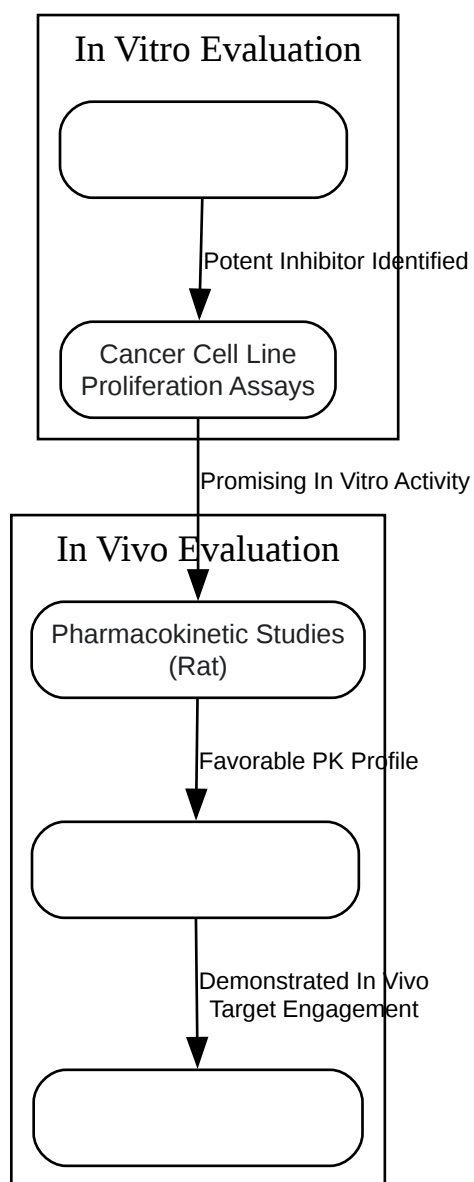 In Vitro Evaluation
Potent Inhibitor Identified
Cancer Cell Line
Proliferation Assays
Promising In Vitro Activity
In Vivo Evaluation
Pharmacokinetic Studies
(Rat)
Favorable PK Profile
Demonstrated In Vivo
Target Engagement